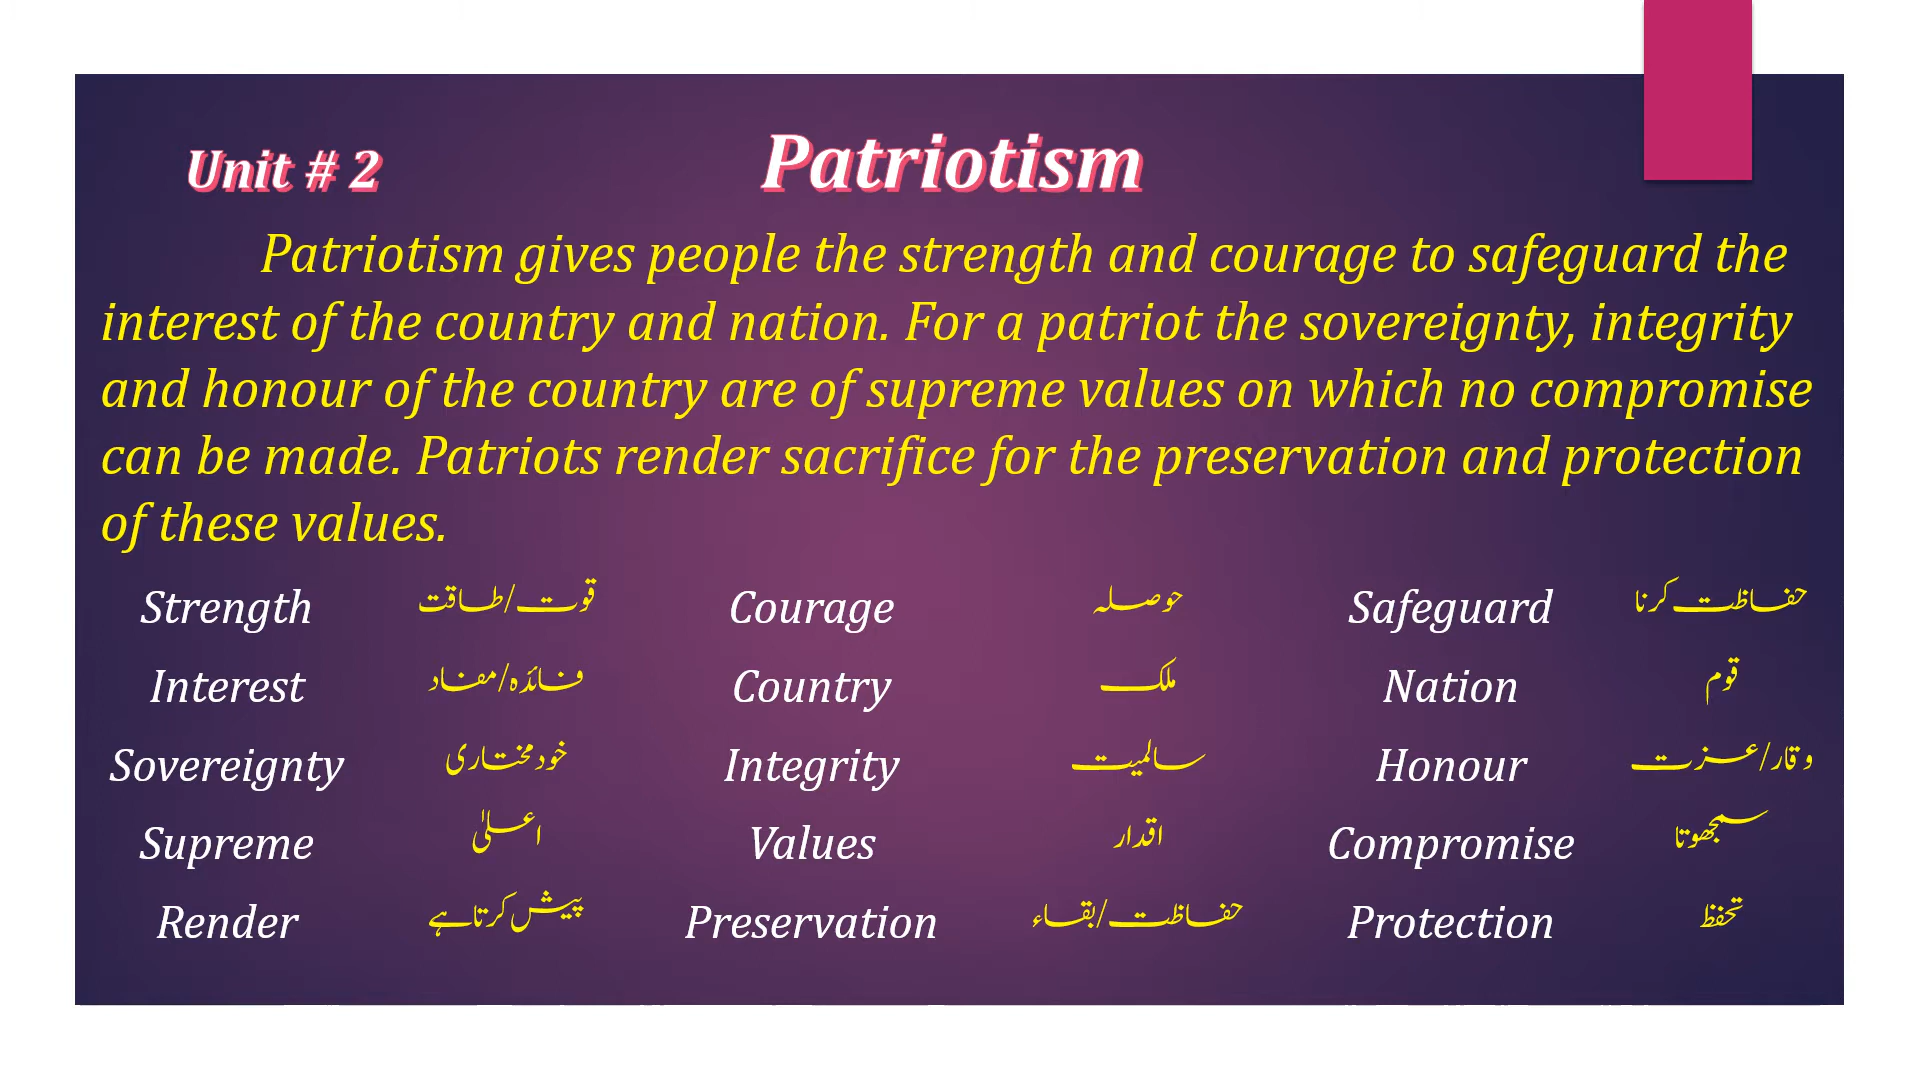 Unit # 2 Patriotism
Patriotism gives people the strength and courage to safeguard the
interest of the country and nation. For a patriot the sovereignty, integrity
and honour of the country are of supreme values on which no compromise
can be made. Patriots render sacrifice for the preservation and protection
of these values.
Strength قوت/طاقت Courage حوصلہ Safeguard حفاظت کرنا
Interest فائدہ/مفاد Country ملک Nation قوم
Sovereignty خود مختاری Integrity سالمیت Honour وقار/عزت
Supreme اعلیٰ Values اقدار Compromise سمجھوتا
Render پیش کرتا ہے Preservation حفاظت/بقاء Protection تحفظ